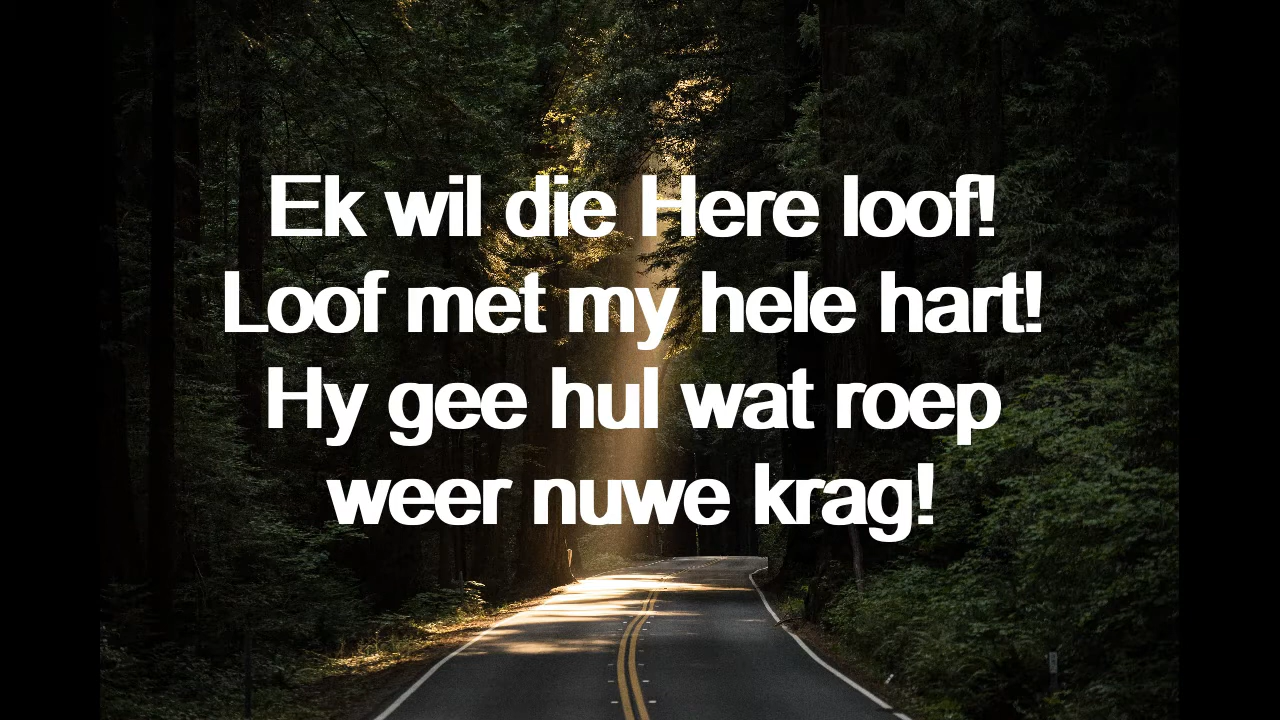 Ek wil die Here loof!
Loof met my hele hart!
Hy gee hul wat roep
weer nuwe krag!